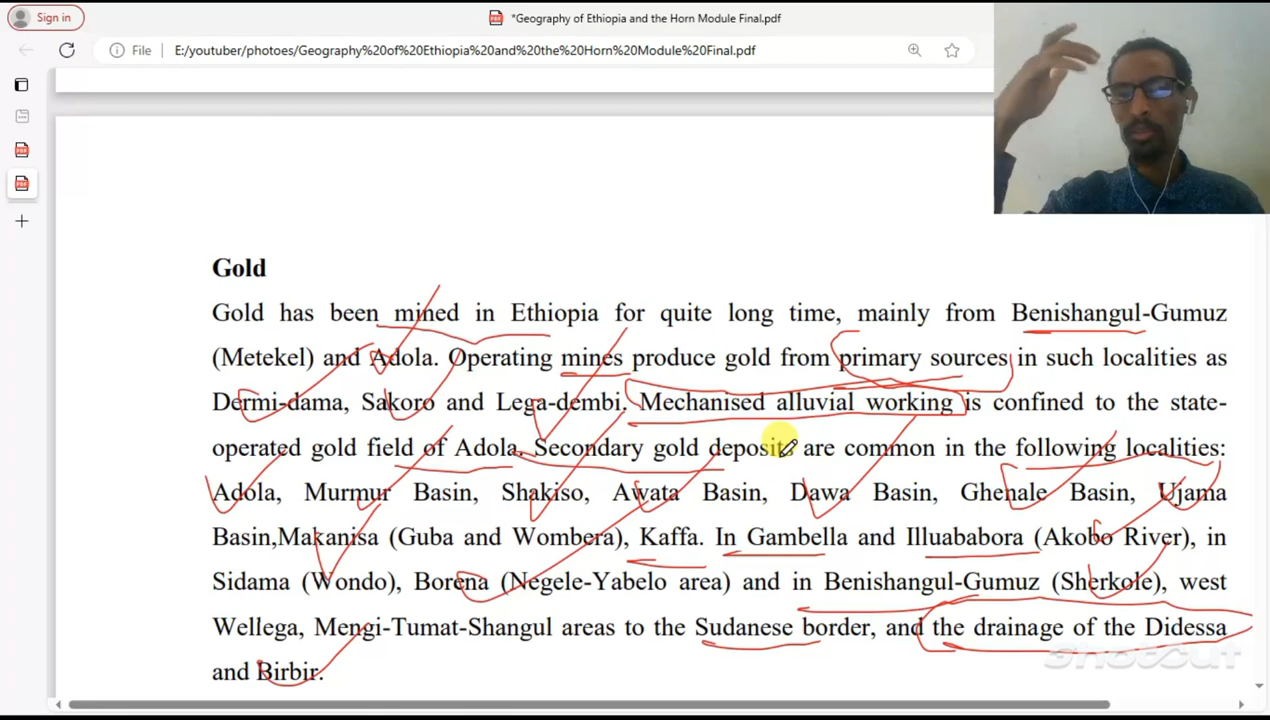 Sign in
*Geography of Ethiopia and the Horn Module Final.pdf
File | E:/youtuber/photoes/Geography%20of%20Ethiopia%20and%20the%20Horn%20Module%20Final.pdf
Gold
Gold has been mined in Ethiopia for quite long time, mainly from Benishangul-Gumuz
(Metekel) and Adola. Operating mines produce gold from primary sources in such localities as
Dermi-dama, Sakoro and Lega-dembi. Mechanised alluvial working is confined to the state-
operated gold field of Adola. Secondary gold deposits are common in the following localities:
Adola, Murmur Basin, Shakiso, Awata Basin, Dawa Basin, Ghenale Basin, Ujama
Basin,Makanisa (Guba and Wombera), Kaffa. In Gambella and Illuababora (Akobo River), in
Sidama (Wondo), Borena (Negele-Yabelo area) and in Benishangul-Gumuz (Sherkole), west
Wellega, Mengi-Tumat-Shangul areas to the Sudanese border, and the drainage of the Didessa
and Birbir.
SHOTCUT